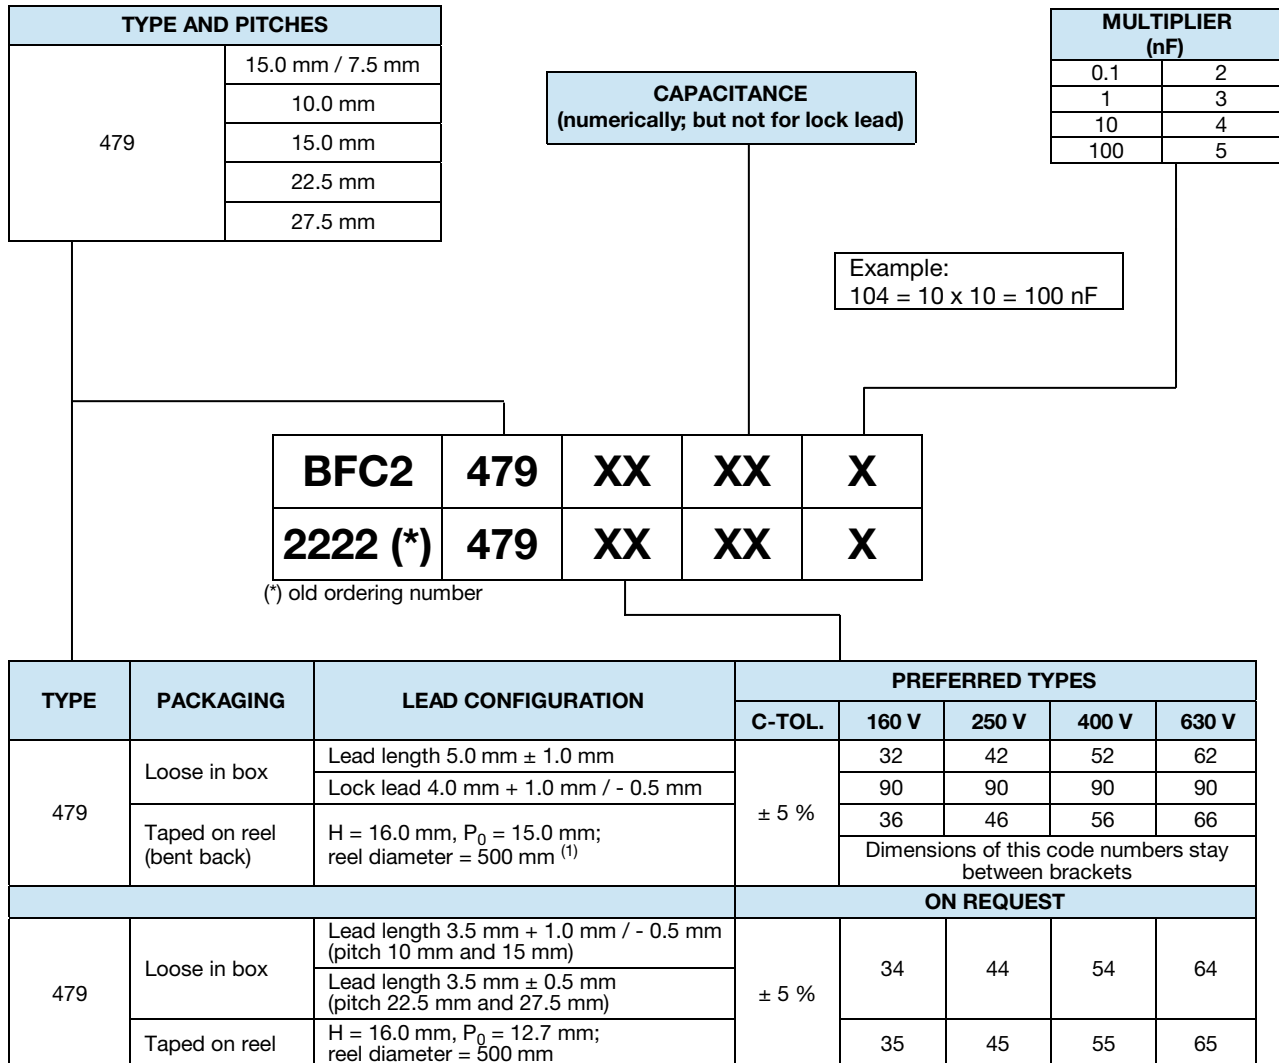 TYPE AND PITCHES
479
15.0 mm / 7.5 mm
10.0 mm
15.0 mm
22.5 mm
27.5 mm
CAPACITANCE
(numerically; but not for lock lead)
MULTIPLIER
(nF)
0.1 2
1 3
10 4
100 5
Example:
104 = 10 x 10 = 100 nF
BFC2 479 XX XX X
2222 (*) 479 XX XX X
(*) old ordering number
TYPE PACKAGING LEAD CONFIGURATION PREFERRED TYPES
C-TOL. 160 V 250 V 400 V 630 V
479
Loose in box
Lead length 5.0 mm ± 1.0 mm
± 5 %
32 42 52 62
Lock lead 4.0 mm + 1.0 mm / - 0.5 mm
90 90 90 90
Taped on reel
(bent back)
H = 16.0 mm, P0 = 15.0 mm;
reel diameter = 500 mm (1)
36 46 56 66
Dimensions of this code numbers stay
between brackets
ON REQUEST
479
Loose in box
Lead length 3.5 mm + 1.0 mm / - 0.5 mm
(pitch 10 mm and 15 mm)
Lead length 3.5 mm ± 0.5 mm
(pitch 22.5 mm and 27.5 mm)
± 5 %
34 44 54 64
Taped on reel
H = 16.0 mm, P0 = 12.7 mm;
reel diameter = 500 mm
35 45 55 65